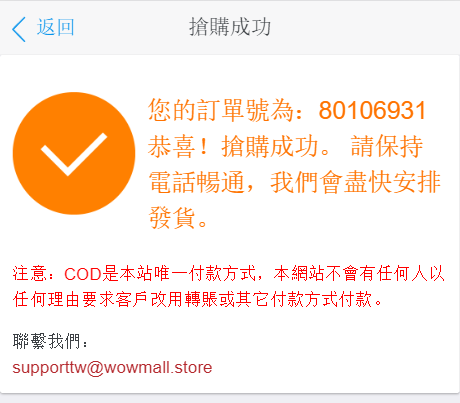 返回
搶購成功
您的訂單號為：80106931
恭喜！搶購成功。 請保持
電話暢通，我們會盡快安排
發貨。
注意：COD是本站唯一付款方式，本網站不會有任何人以
任何理由要求客戶改用轉賬或其它付款方式付款。
聯繫我們：
supporttw@wowmall.store